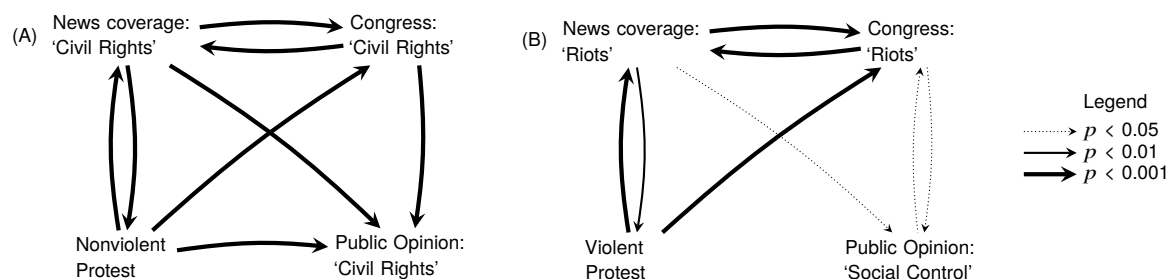 (A)
News coverage:
‘Civil Rights’
Congress:
‘Civil Rights’
Nonviolent
Protest
Public Opinion:
‘Civil Rights’
(B)
News coverage:
‘Riots’
Congress:
‘Riots’
Violent
Protest
Public Opinion:
‘Social Control’
Legend
p < 0.05
p < 0.01
p < 0.001